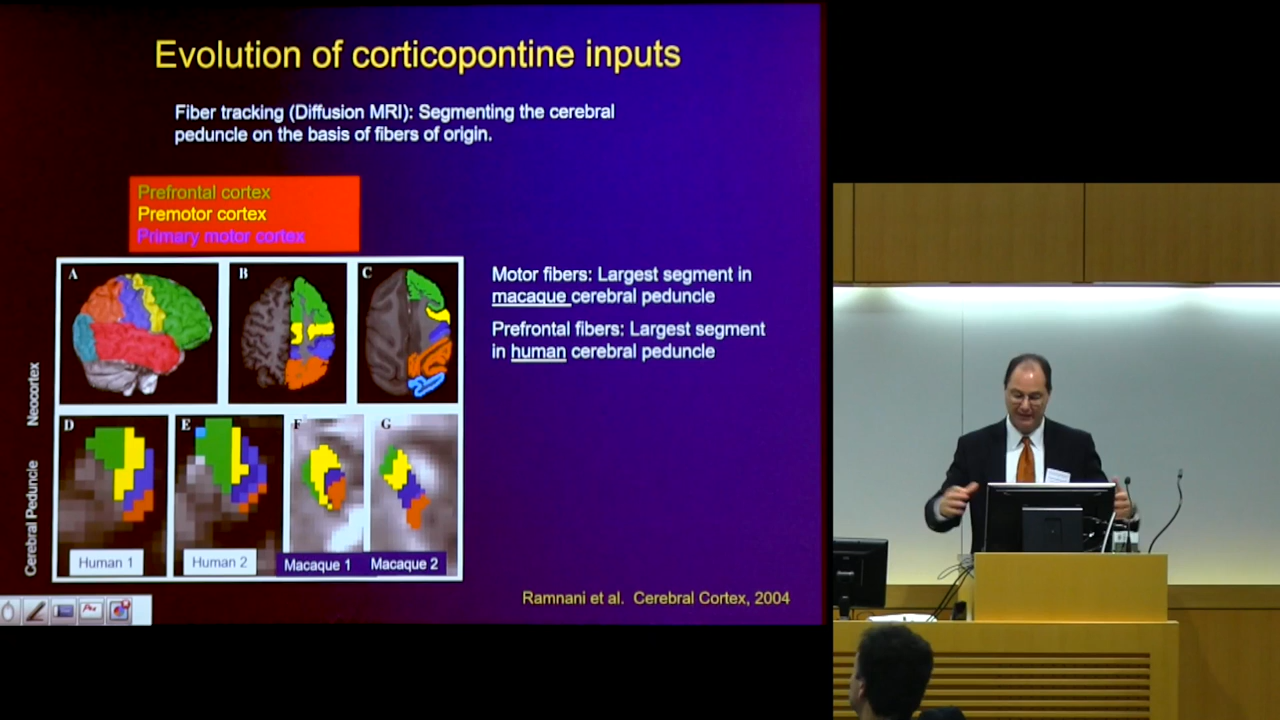 Evolution of corticopontine inputs
Fiber tracking (Diffusion MRI): Segmenting the cerebral
peduncle on the basis of fibers of origin.
Prefrontal cortex
Premotor cortex
Primary motor cortex
A
B
C
Neocortex
Motor fibers: Largest segment in
macaque cerebral peduncle
Prefrontal fibers: Largest segment
in human cerebral peduncle
D
E
F
G
Cerebral Peduncle
Human 1
Human 2
Macaque 1
Macaque 2
Ramnani et al. Cerebral Cortex, 2004